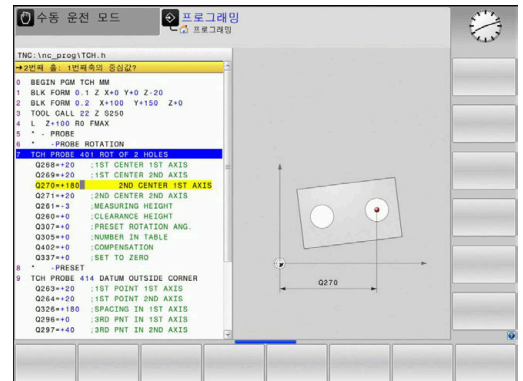 수동 운전 모드
프로그래밍
프로그래밍
TNC:\nc_prog\TCH.h
→2번째 홀: 1번째축의 중심값?
0 BEGIN PGM TCH MM
1 BLK FORM 0.1 Z X+0 Y+0 Z-20
2 BLK FORM 0.2 X+100 Y+150 Z+0
3 TOOL CALL 22 Z S250
4 L Z+100 R0 FMAX
5 * - PROBE
6 * -PROBE ROTATION
7 TCH PROBE 401 ROT OF 2 HOLES
Q268=+20 ;1ST CENTER 1ST AXIS
Q269=+20 ;1ST CENTER 2ND AXIS
Q270=+180 2ND CENTER 1ST AXIS
Q271=+20 ;2ND CENTER 2ND AXIS
Q261=-3 ;MEASURING HEIGHT
Q260=+0 ;CLEARANCE HEIGHT
Q307=+0 ;PRESET ROTATION ANG.
Q305=+0 ;NUMBER IN TABLE
Q402=+0 ;COMPENSATION
Q337=+0 ;SET TO ZERO
8 * -PRESET
9 TCH PROBE 414 DATUM OUTSIDE CORNER
Q263=+20 ;1ST POINT 1ST AXIS
Q264=+20 ;1ST POINT 2ND AXIS
Q326=+180 ;SPACING IN 1ST AXIS
Q296=+0 ;3RD PNT IN 1ST AXIS
Q297=+40 ;3RD PNT IN 2ND AXIS
Q270